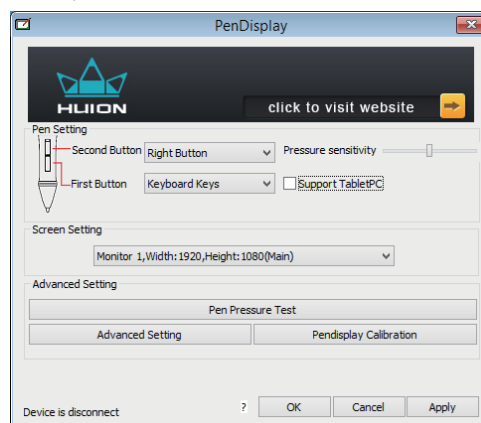 PenDisplay
HUION
click to visit website
Pen Setting
Second Button Right Button Pressure sensitivity
First Button Keyboard Keys Support TabletPC
Screen Setting
Monitor 1,Width:1920,Height:1080(Main)
Advanced Setting
Pen Pressure Test
Advanced Setting Pendisplay Calibration
Device is disconnect ? OK Cancel Apply